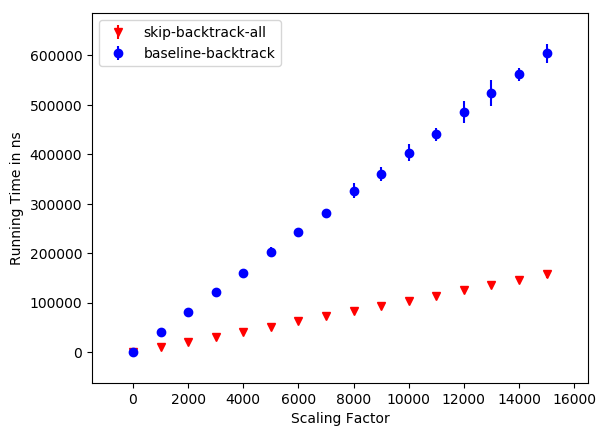 skip-backtrack-all
baseline-backtrack
600000
500000
400000
300000
200000
100000
0
Running Time in ns
0 2000 4000 6000 8000 10000 12000 14000 16000
Scaling Factor